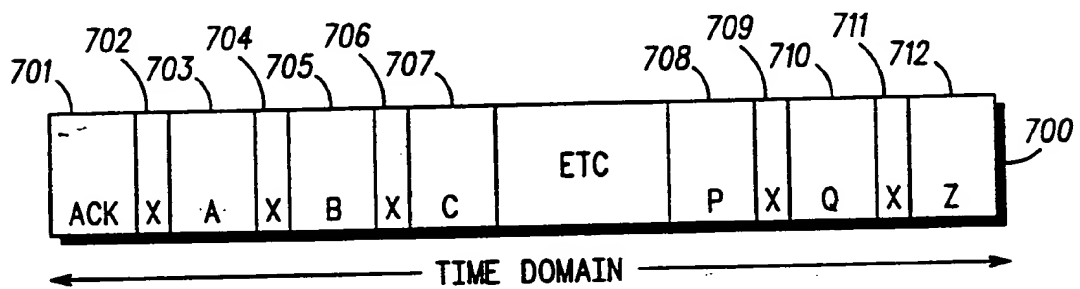 702 704 706 709 711
701 703 705 707 708 710 712
700
ETC
ACK X A X B X C P X Q X Z
TIME DOMAIN